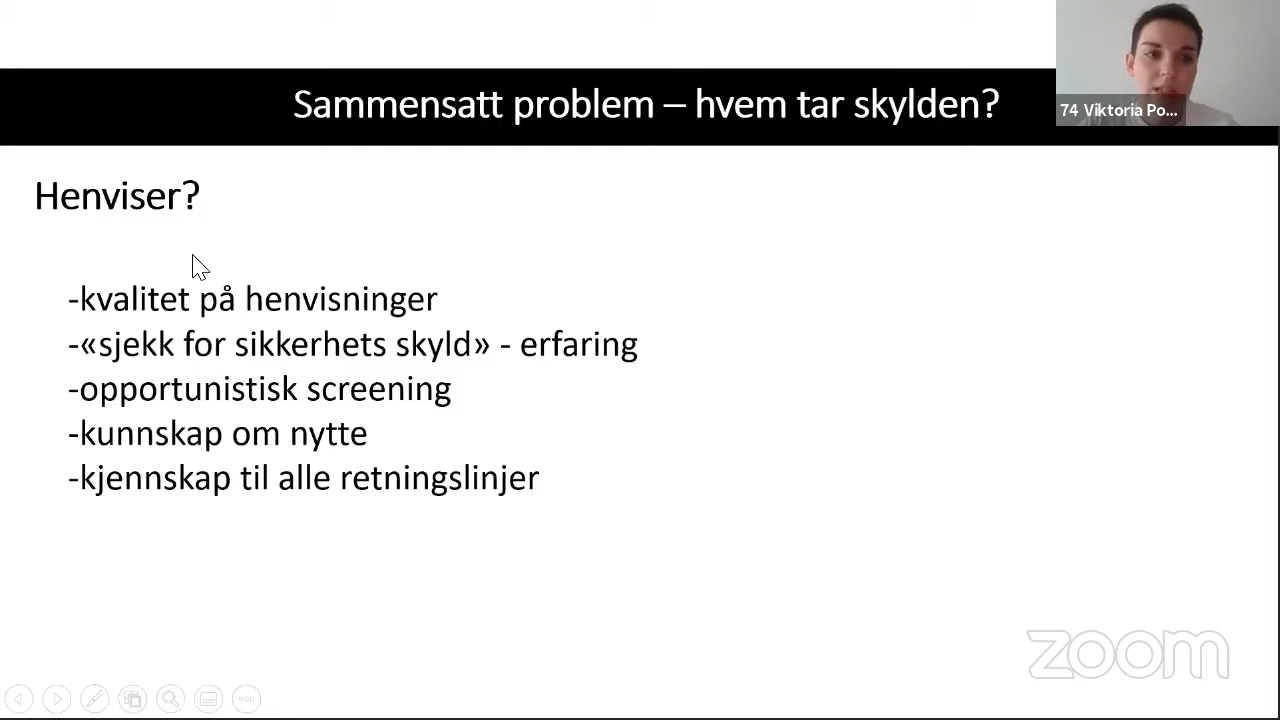 Sammensatt problem – hvem tar skylden?
74 Viktoria Po...
Henviser?
-kvalitet på henvisninger
-«sjekk for sikkerhets skyld» - erfaring
-opportunistisk screening
-kunnskap om nytte
-kjennskap til alle retningslinjer
zoom